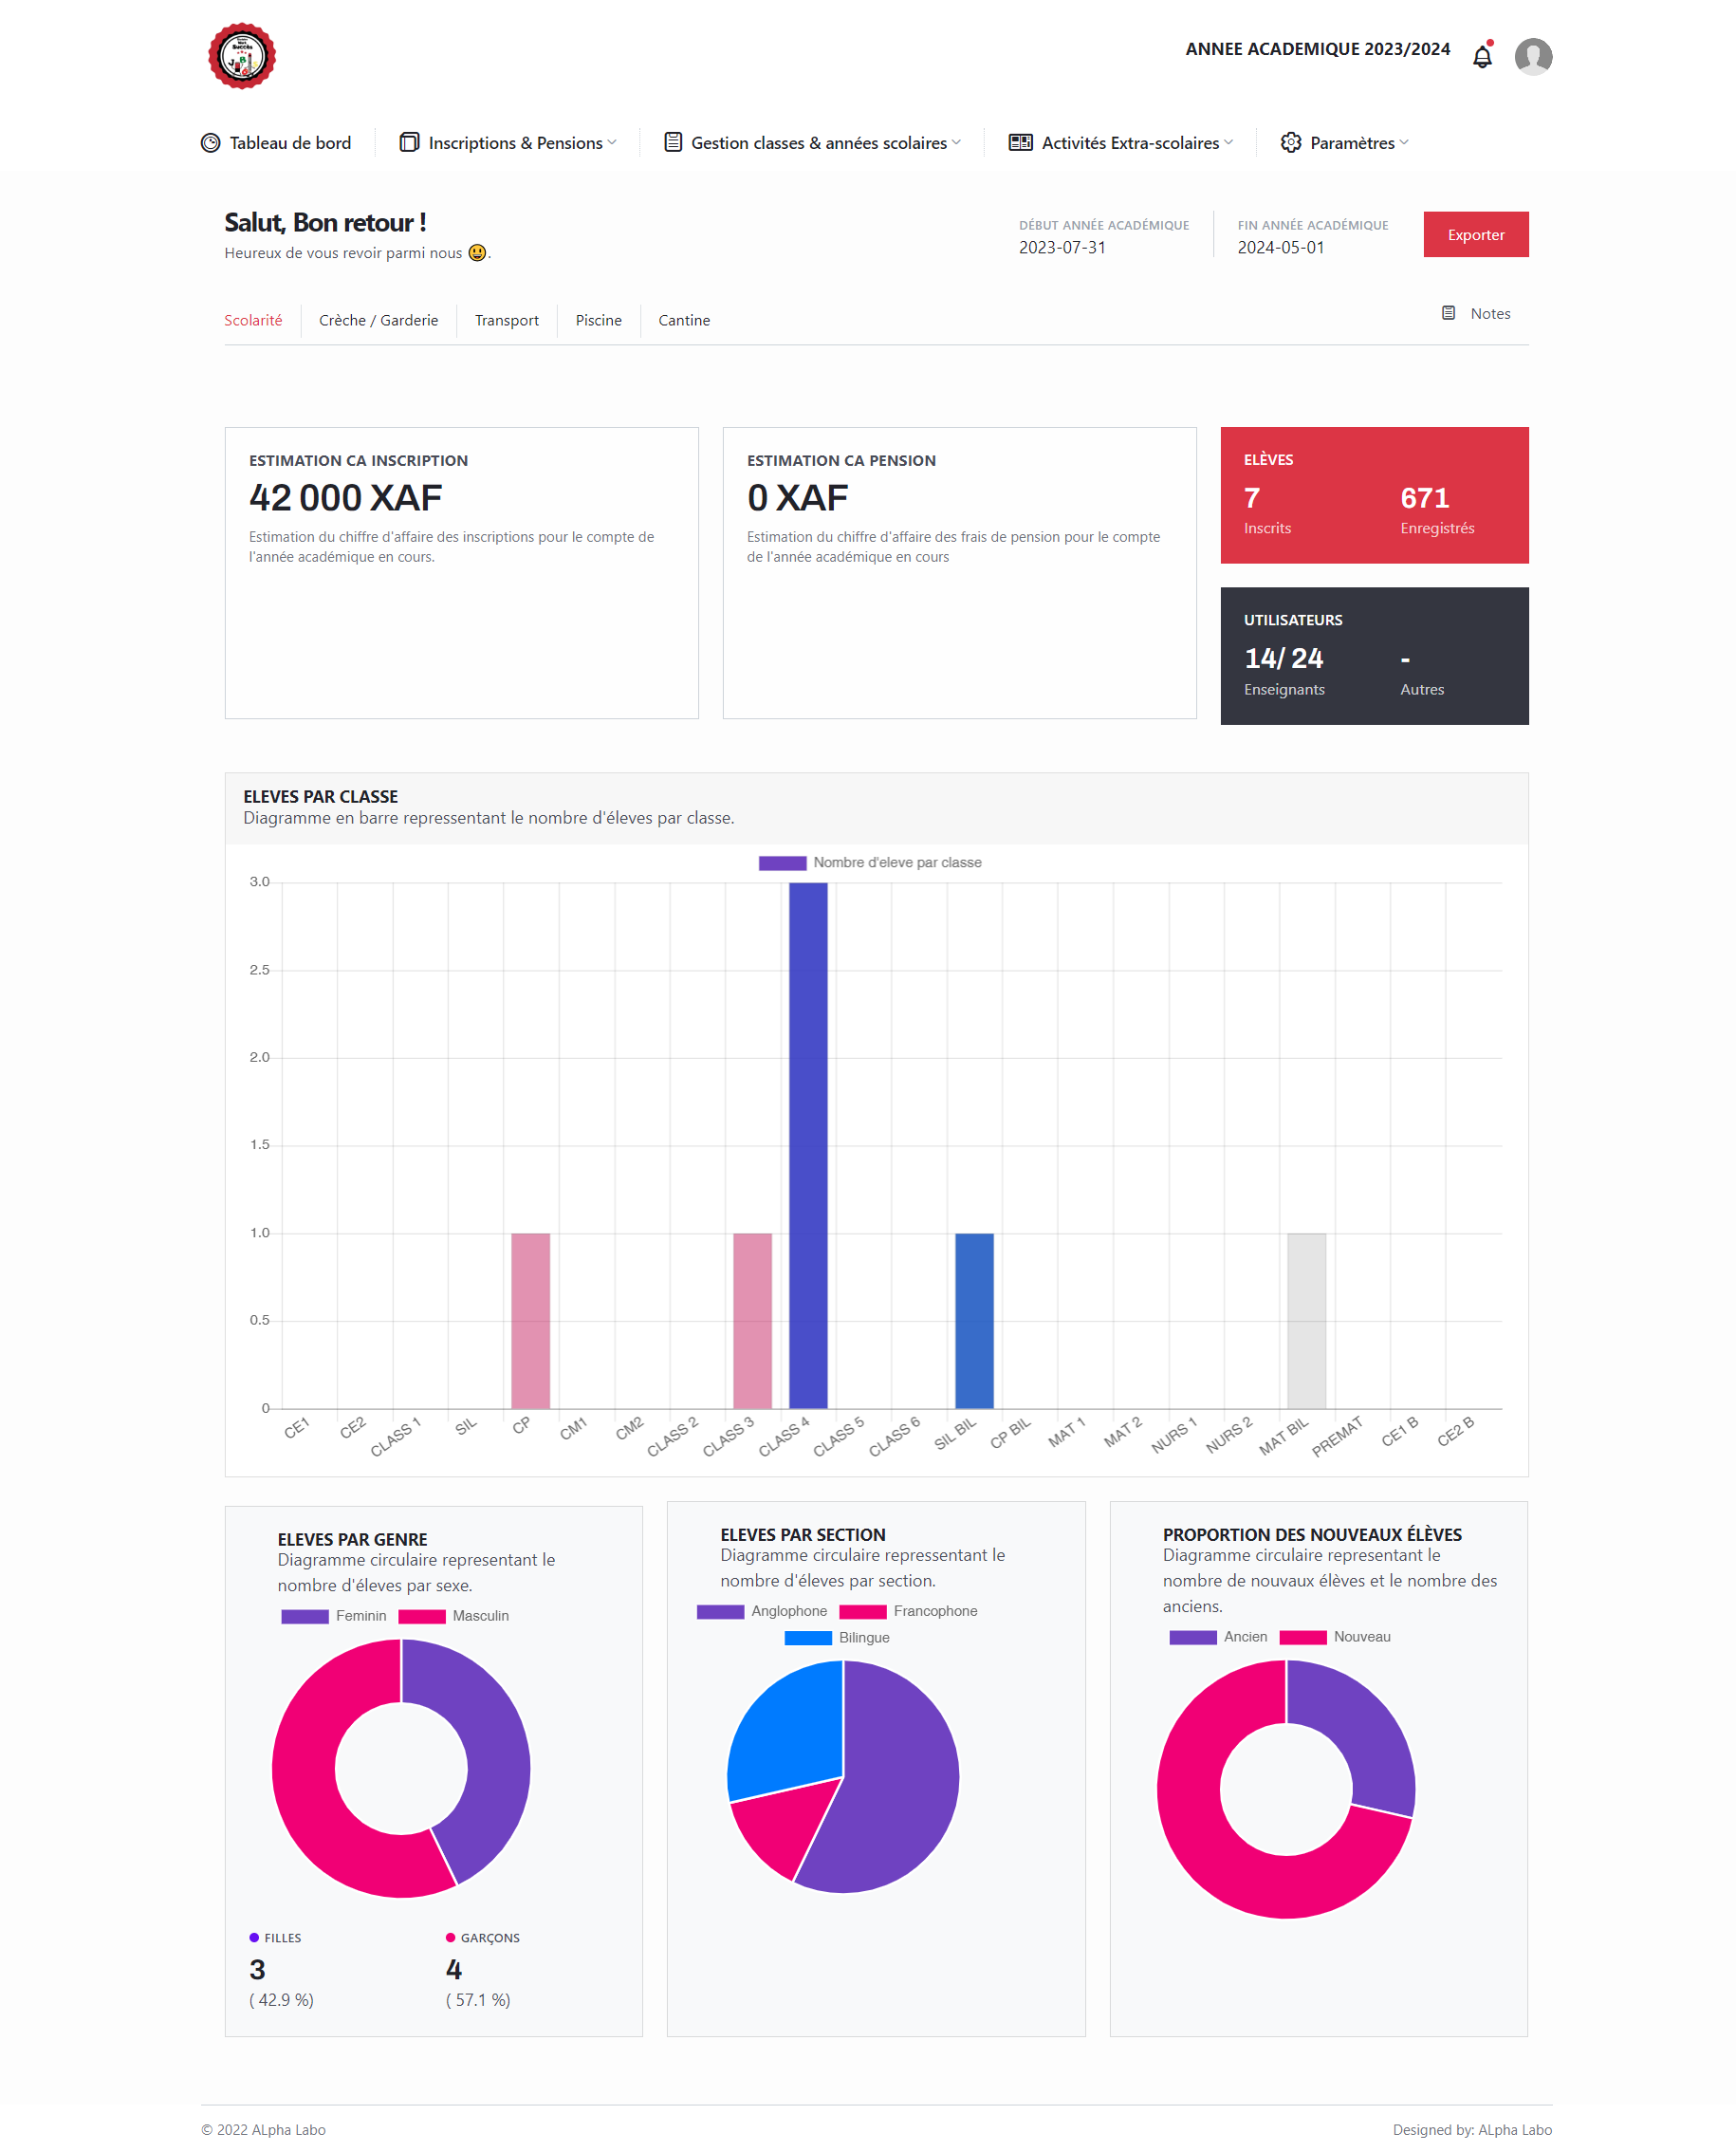 Succès
ANNEE ACADEMIQUE 2023/2024
Tableau de bord
Inscriptions & Pensions
Gestion classes & années scolaires
Activités Extra-scolaires
Paramètres
Salut, Bon retour !
Heureux de vous revoir parmi nous 😃.
DÉBUT ANNÉE ACADÉMIQUE
2023-07-31
FIN ANNÉE ACADÉMIQUE
2024-05-01
Exporter
Scolarité
Crèche / Garderie
Transport
Piscine
Cantine
Notes
ESTIMATION CA INSCRIPTION
42 000 XAF
Estimation du chiffre d'affaire des inscriptions pour le compte de
l'année académique en cours.
ESTIMATION CA PENSION
0 XAF
Estimation du chiffre d'affaire des frais de pension pour le compte
de l'année académique en cours
ELÈVES
7
Inscrits
671
Enregistrés
UTILISATEURS
14/ 24
Enseignants
-
Autres
ELEVES PAR CLASSE
Diagramme en barre repressentant le nombre d'éleves par classe.
Nombre d'eleve par classe
3.0
2.5
2.0
1.5
1.0
0.5
0
CE1
CE2
CLASS 1
SIL
CP
CM1
CM2
CLASS 2
CLASS 3
CLASS 4
CLASS 5
CLASS 6
SIL BIL
CP BIL
MAT 1
MAT 2
NURS 1
NURS 2
MAT BIL
PREMAT
CE1 B
CE2 B
ELEVES PAR GENRE
Diagramme circulaire representant le
nombre d'éleves par sexe.
Feminin
Masculin
FILLES
3
( 42.9 %)
GARÇONS
4
( 57.1 %)
ELEVES PAR SECTION
Diagramme circulaire repressentant le
nombre d'éleves par section.
Anglophone
Francophone
Bilingue
PROPORTION DES NOUVEAUX ÉLÈVES
Diagramme circulaire representant le
nombre de nouvaux élèves et le nombre des
anciens.
Ancien
Nouveau
© 2022 ALpha Labo
Designed by: ALpha Labo